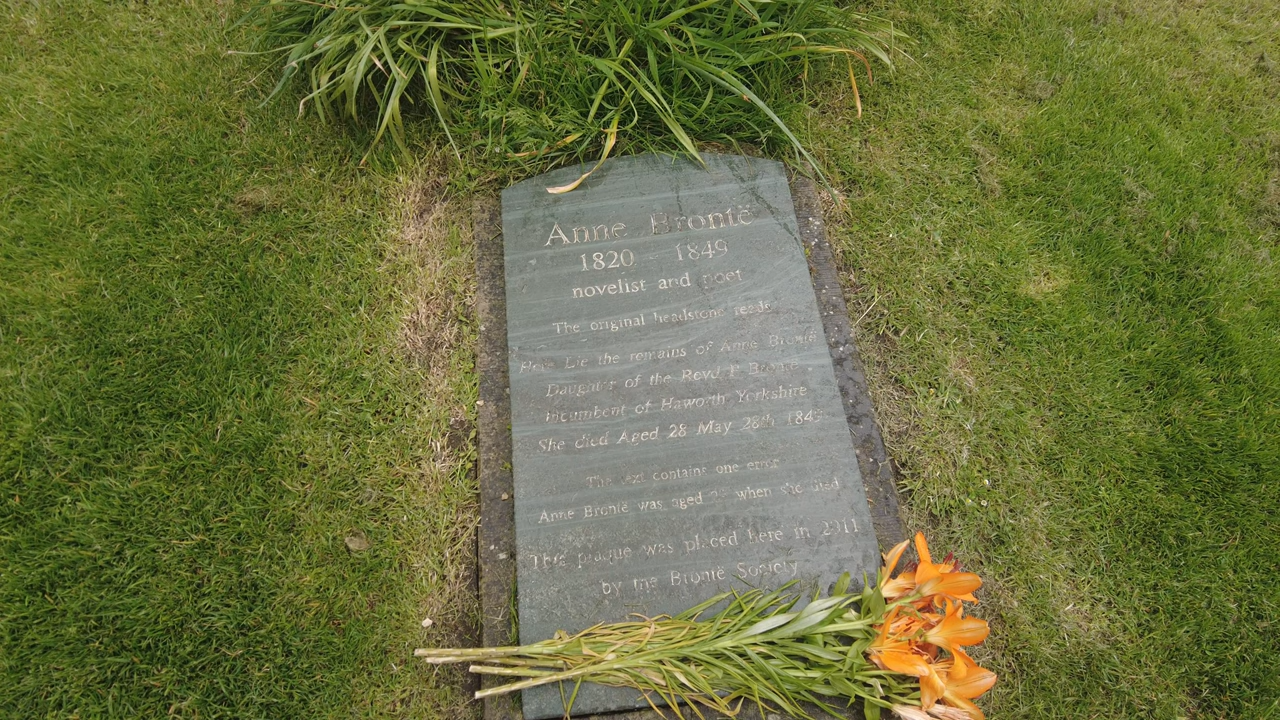 Anne Brontë
1820 - 1849
novelist and poet
The original headstone reads
Here Lie the remains of Anne Brontë
Daughter of the Revd P. Brontë
Incumbent of Haworth Yorkshire
She died Aged 28 May 28th 1849
The text contains one error
Anne Brontë was aged 29 when she died
This plaque was placed here in 2011
by the Brontë Society